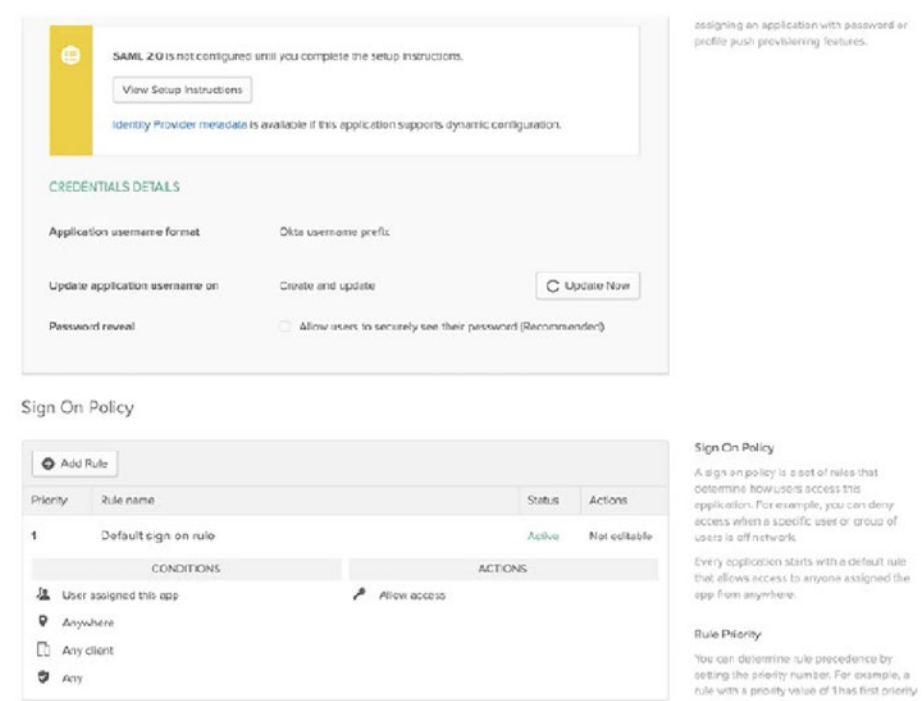 assigning an application with password or
profile push provisioning features.
SAML 2.0 is not configured until you complete the setup instructions.
View Setup Instructions
Identity Provider metadata is available if this application supports dynamic configuration.
CREDENTIALS DETAILS
Application username format
Okta username prefix
Update application username on
Create and update
Update Now
Password reveal
Allow users to securely see their password (Recommended)
Sign On Policy
Add Rule
Priority Rule name Status Actions
1 Default sign on rule Active Not editable
CONDITIONS ACTIONS
User assigned this app Allow access
Anywhere
Any client
Any
Sign On Policy
A sign on policy is a set of rules that
determine how users access this
application. For example, you can deny
access when a specific user or group of
users is off network.
Every application starts with a default rule
that allows access to anyone assigned the
app from anywhere.
Rule Priority
You can determine rule precedence by
setting the priority number. For example, a
rule with a priority value of 1 has first priority